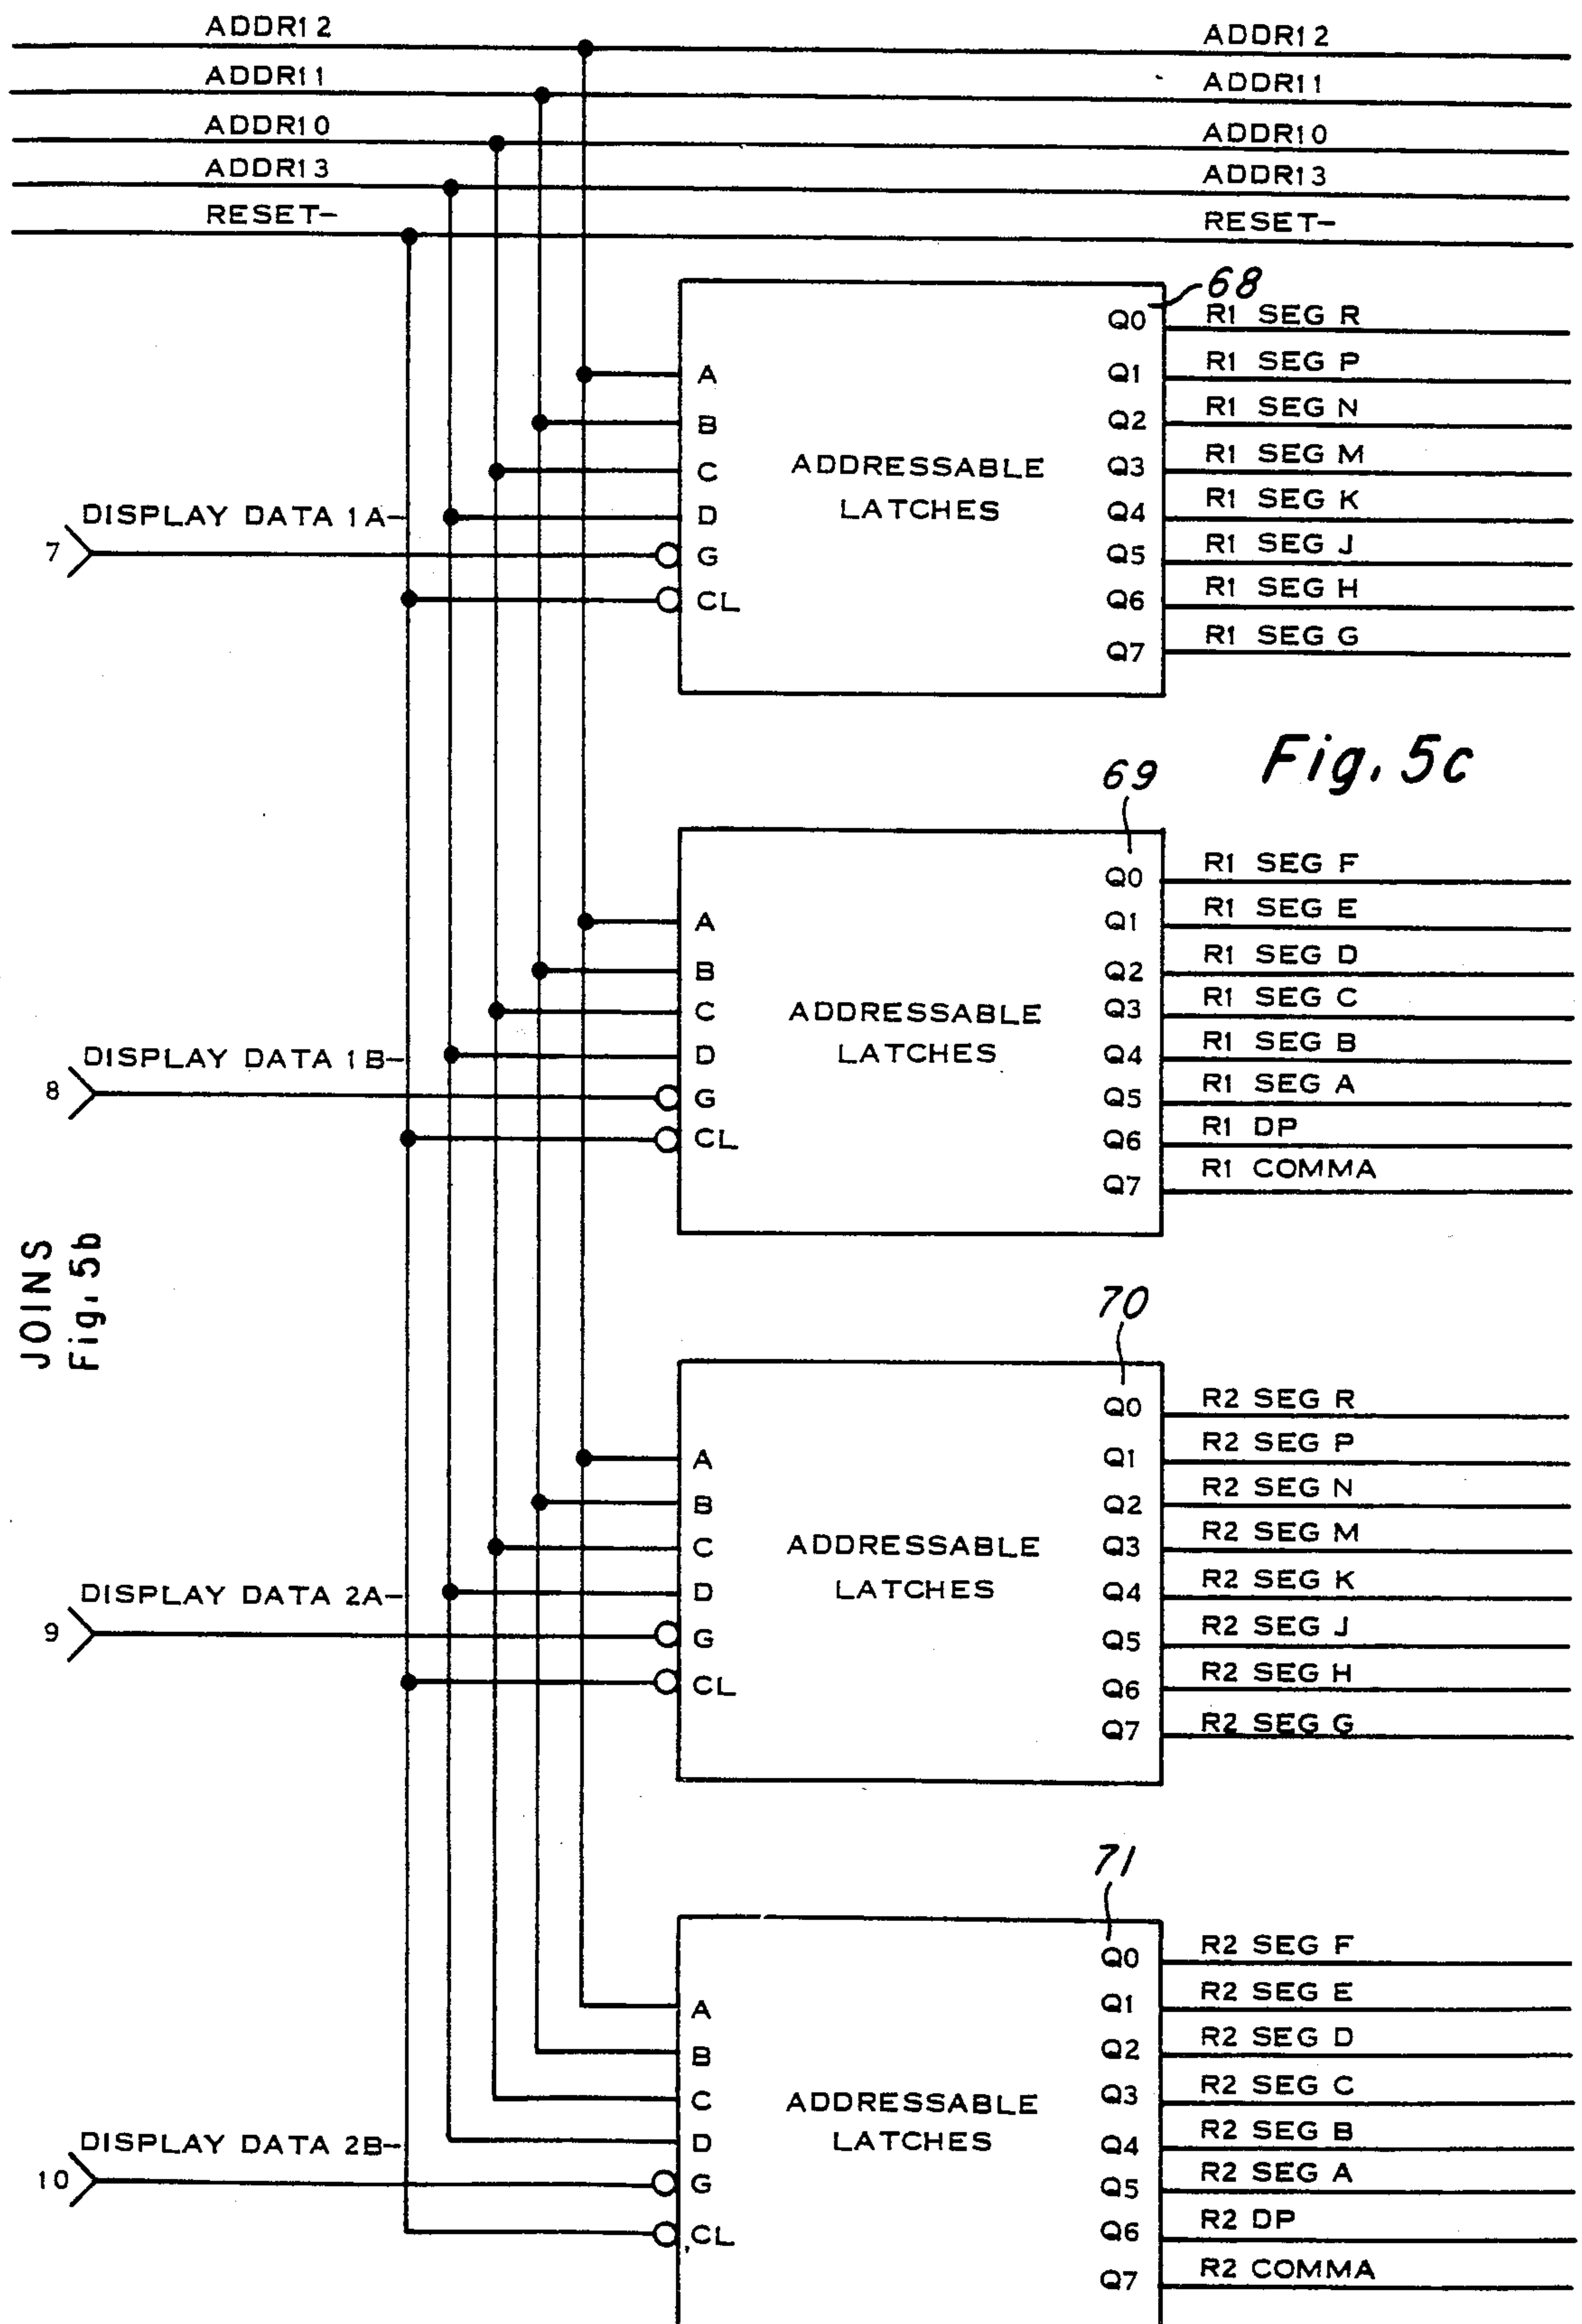 ADDR12 ADDR12
ADDR11 ADDR11
ADDR10 ADDR10
ADDR13 ADDR13
RESET- RESET-
68
Q0 R1 SEG R
A Q1 R1 SEG P
B Q2 R1 SEG N
C ADDRESSABLE Q3 R1 SEG M
DISPLAY DATA 1A- D LATCHES Q4 R1 SEG K
7 G Q5 R1 SEG J
CL Q6 R1 SEG H
Q7 R1 SEG G
Fig. 5c
69
Q0 R1 SEG F
A Q1 R1 SEG E
B Q2 R1 SEG D
C ADDRESSABLE Q3 R1 SEG C
DISPLAY DATA 1B- D LATCHES Q4 R1 SEG B
8 G Q5 R1 SEG A
CL Q6 R1 DP
Q7 R1 COMMA
JOINS
Fig. 5b
70
Q0 R2 SEG R
A Q1 R2 SEG P
B Q2 R2 SEG N
C ADDRESSABLE Q3 R2 SEG M
DISPLAY DATA 2A- D LATCHES Q4 R2 SEG K
9 G Q5 R2 SEG J
CL Q6 R2 SEG H
Q7 R2 SEG G
71
Q0 R2 SEG F
A Q1 R2 SEG E
B Q2 R2 SEG D
C ADDRESSABLE Q3 R2 SEG C
DISPLAY DATA 2B- D LATCHES Q4 R2 SEG B
10 G Q5 R2 SEG A
CL Q6 R2 DP
Q7 R2 COMMA